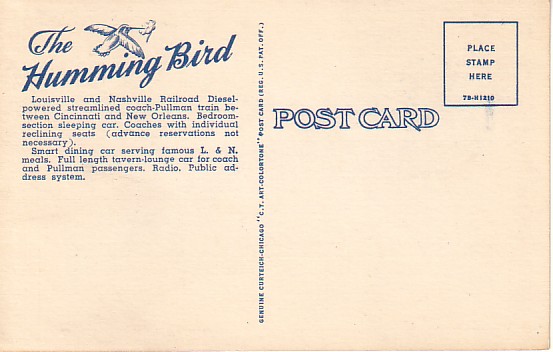 The
Humming Bird
Louisville and Nashville Railroad Diesel-
powered streamlined coach-Pullman train be-
tween Cincinnati and New Orleans. Bedroom-
section sleeping car. Coaches with individual
reclining seats (advance reservations not
necessary).
Smart dining car serving famous L. & N.
meals. Full length tavern-lounge car for coach
and Pullman passengers. Radio. Public ad-
dress system.
GENUINE CURTEICH-CHICAGO "C.T. ART-COLORTONE" POST CARD (REG. U.S. PAT. OFF.)
POST CARD
PLACE
STAMP
HERE
7B-H1210